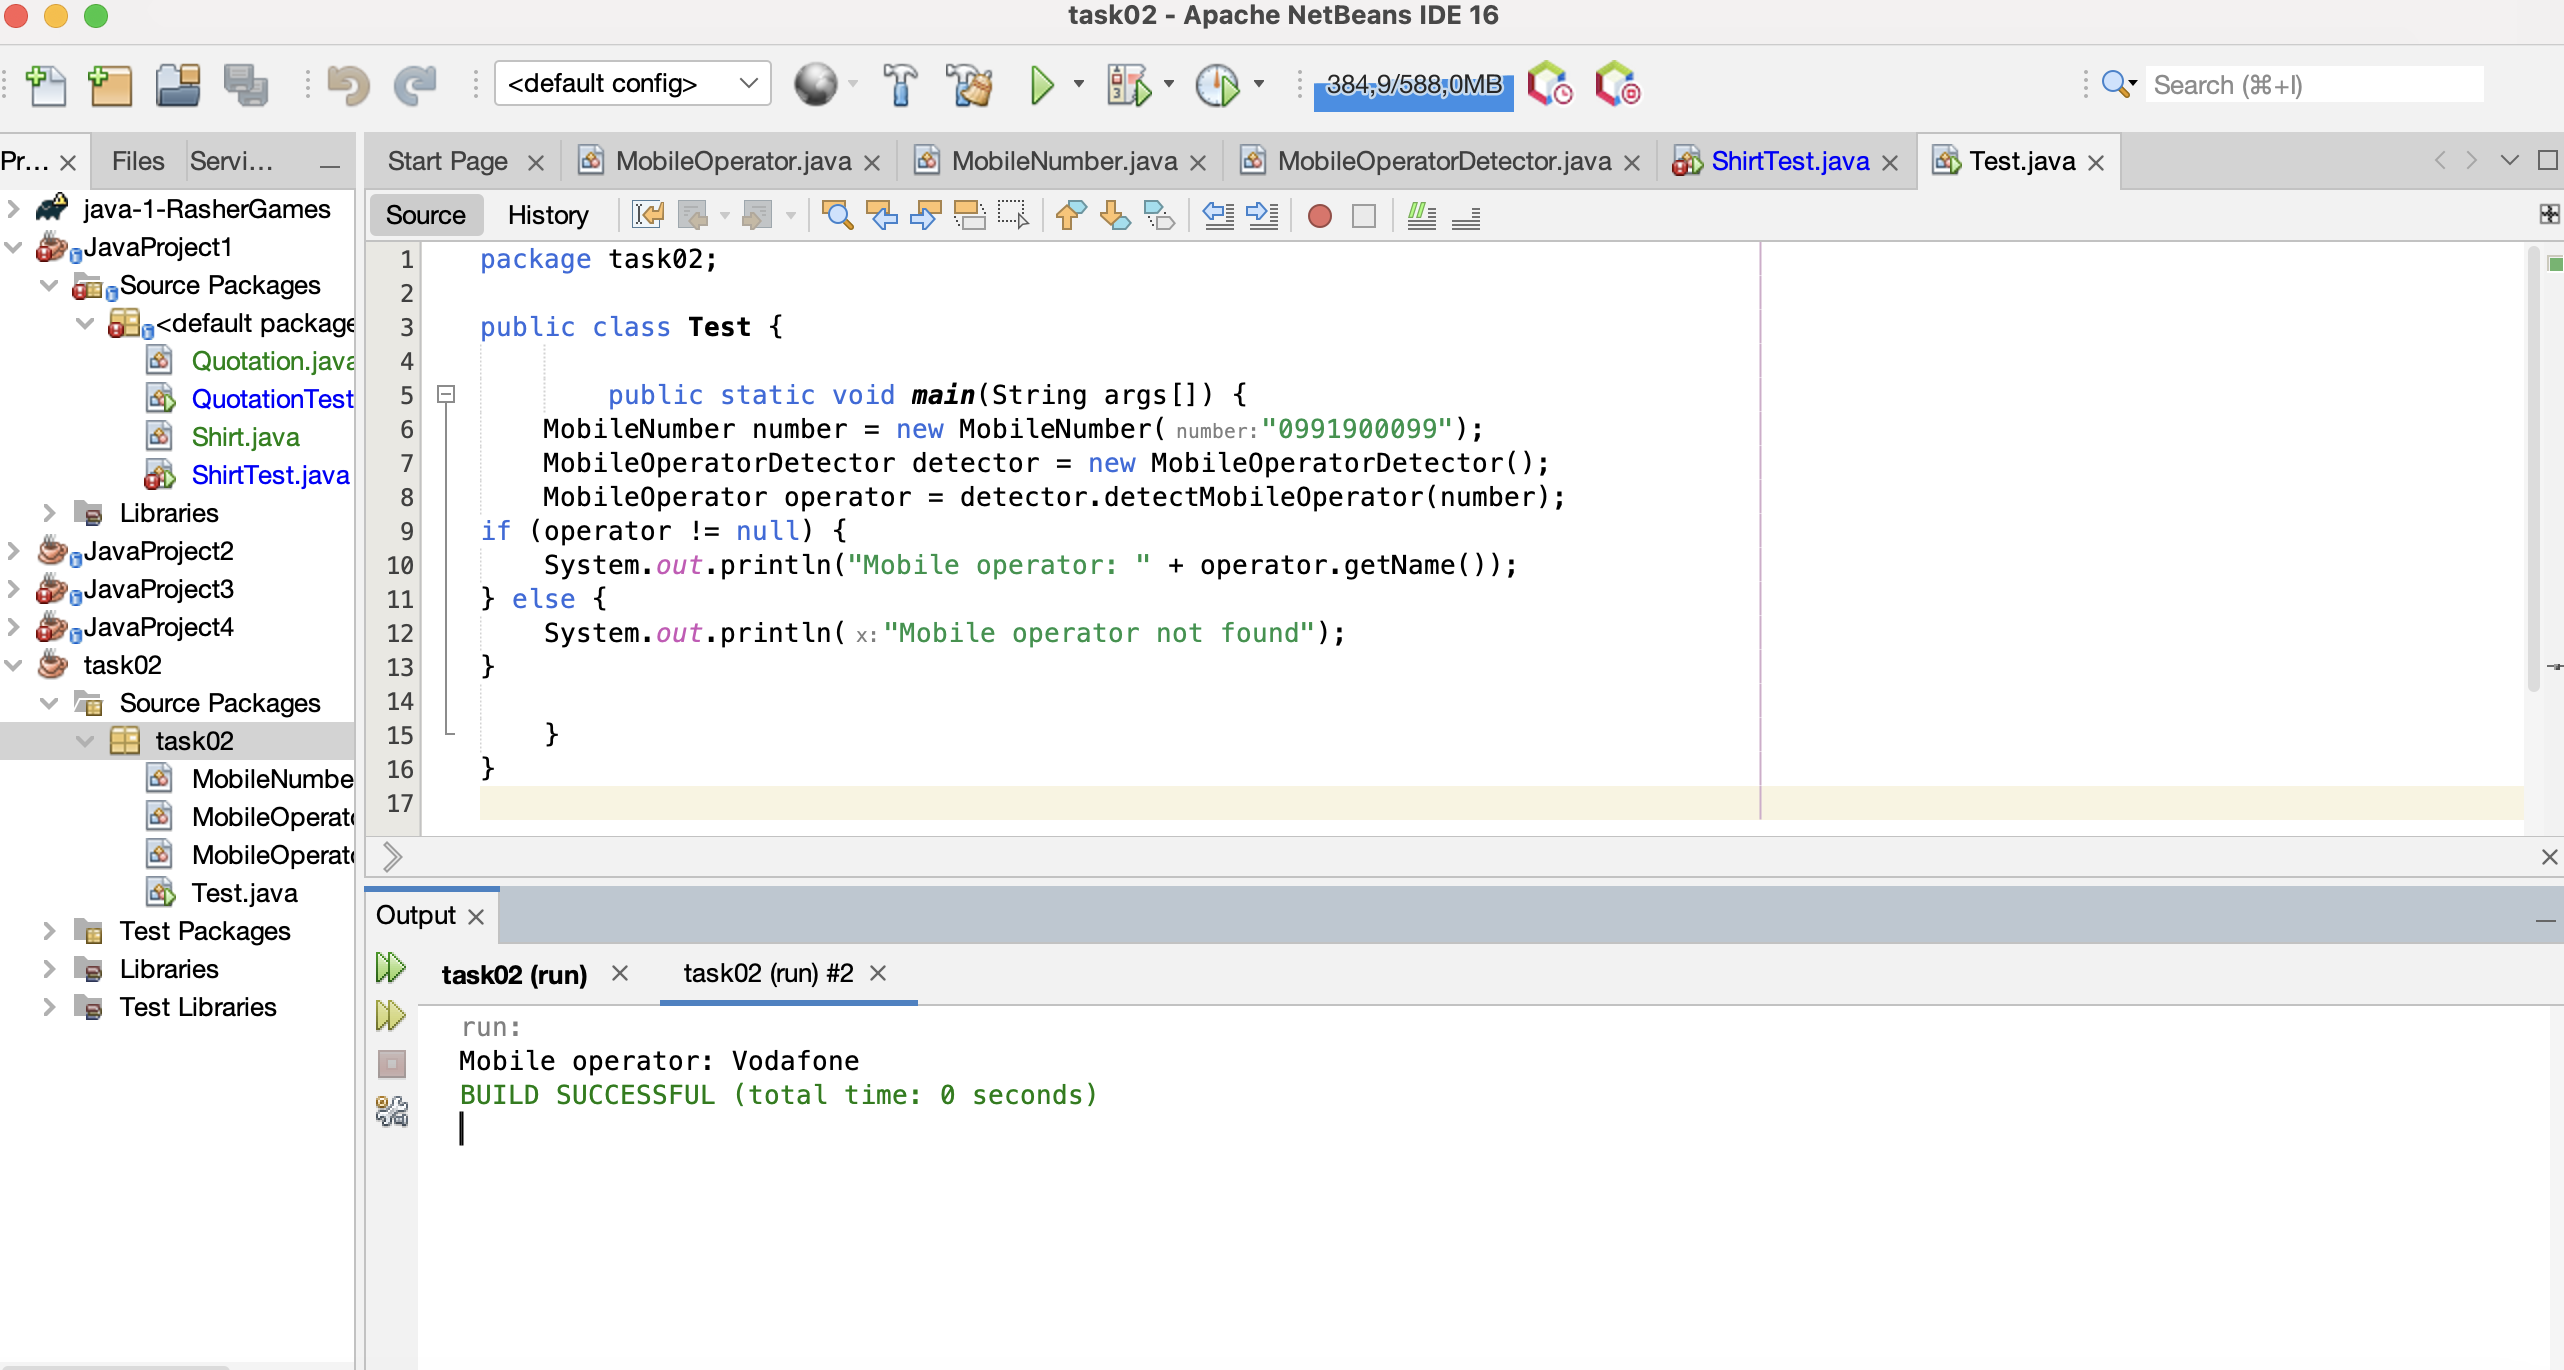 task02 - Apache NetBeans IDE 16
<default config>
384,9/588,0MB
Search (⌘+I)
Pr...
Files
Servi...
Start Page
MobileOperator.java
MobileNumber.java
MobileOperatorDetector.java
ShirtTest.java
Test.java
java-1-RasherGames
JavaProject1
Source Packages
<default package
Quotation.java
QuotationTest
Shirt.java
ShirtTest.java
Libraries
JavaProject2
JavaProject3
JavaProject4
task02
Source Packages
task02
MobileNumbe
MobileOperat
MobileOperat
Test.java
Test Packages
Libraries
Test Libraries
Source
History
1 package task02;
2
3 public class Test {
4
5 public static void main(String args[]) {
6 MobileNumber number = new MobileNumber( number: "0991900099");
7 MobileOperatorDetector detector = new MobileOperatorDetector();
8 MobileOperator operator = detector.detectMobileOperator(number);
9 if (operator != null) {
10 System.out.println("Mobile operator: " + operator.getName());
11 } else {
12 System.out.println( x: "Mobile operator not found");
13 }
14
15 }
16 }
17
Output
task02 (run)
task02 (run) #2
run:
Mobile operator: Vodafone
BUILD SUCCESSFUL (total time: 0 seconds)